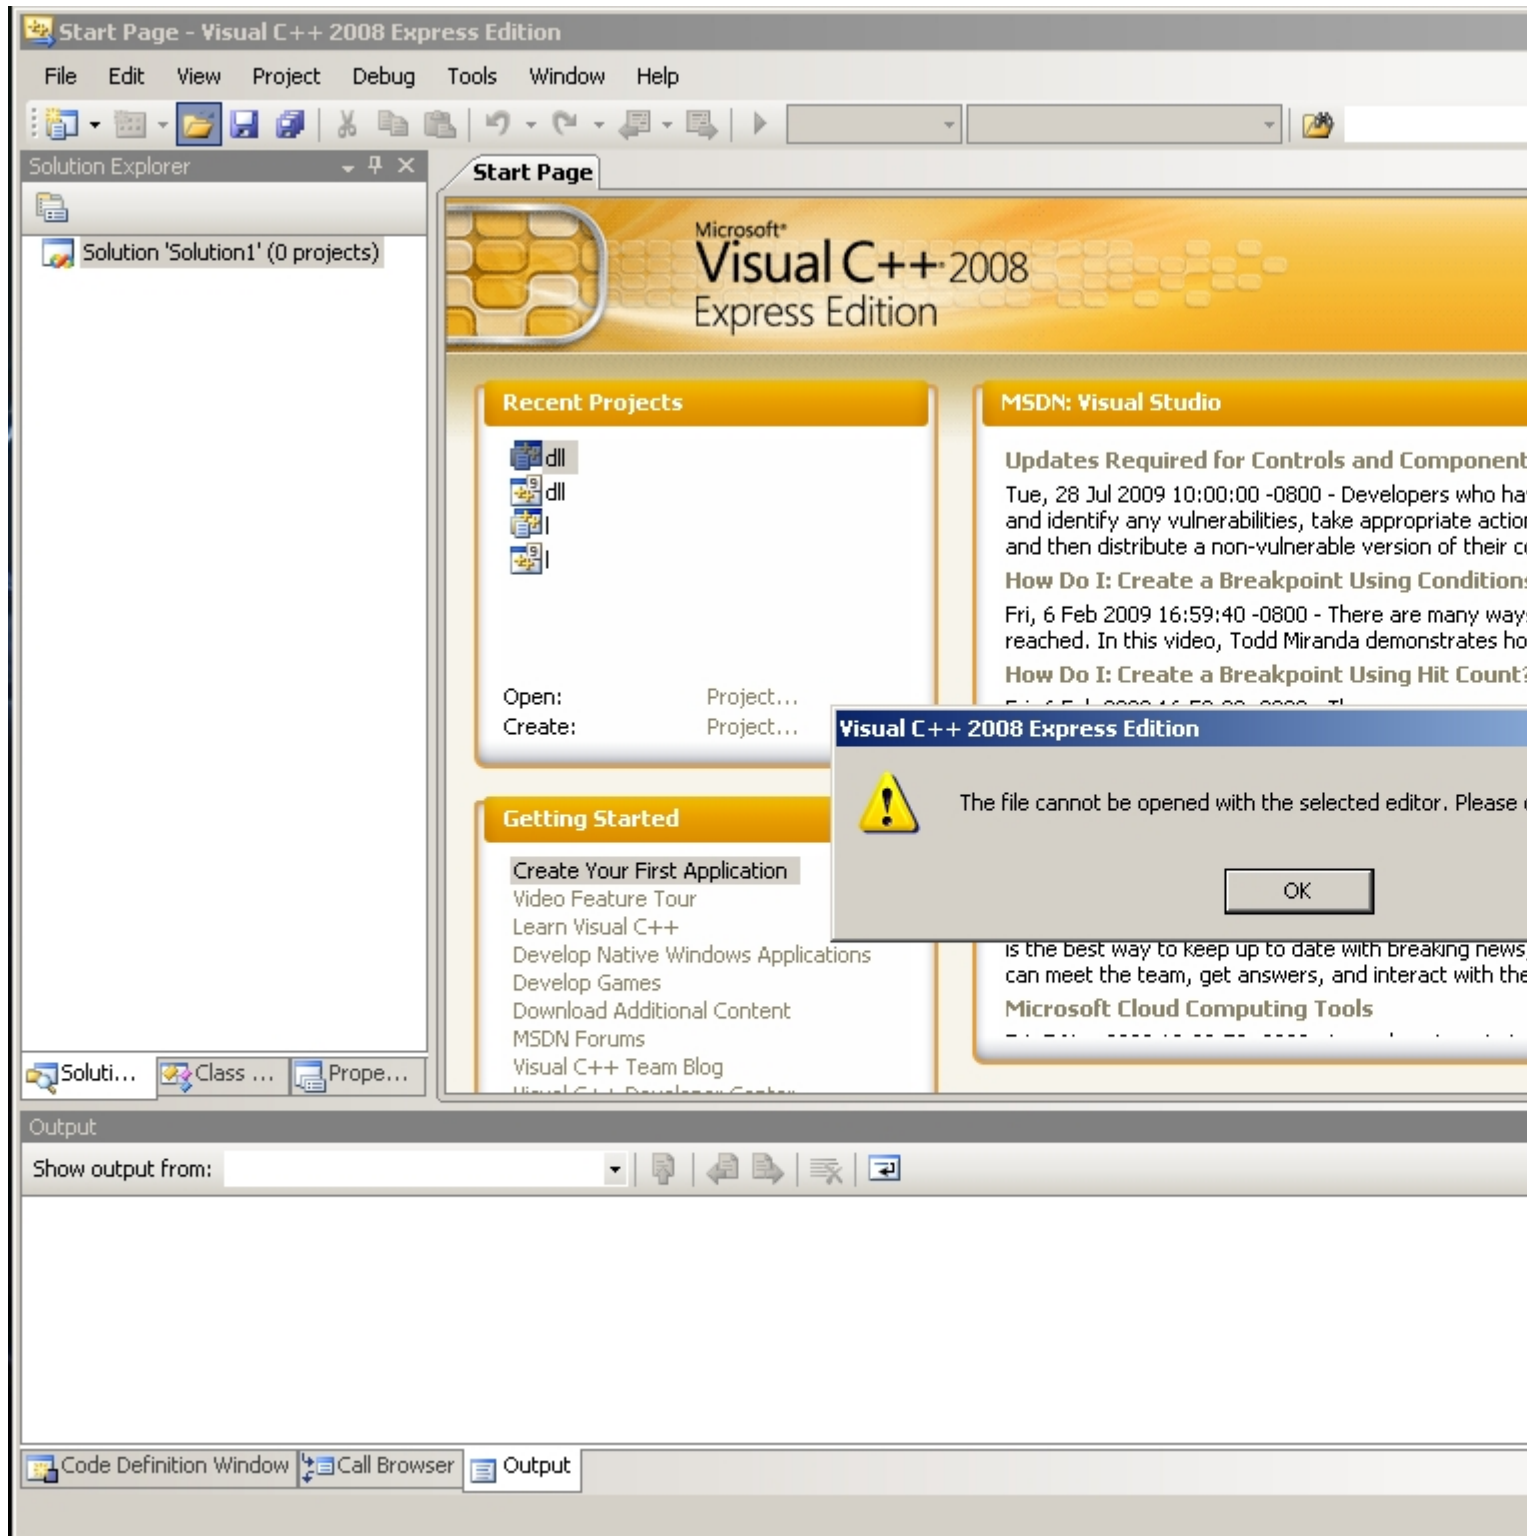 Start Page - Visual C++ 2008 Express Edition
File Edit View Project Debug Tools Window Help
Solution Explorer
Solution 'Solution1' (0 projects)
Soluti... Class ... Prope...
Start Page
Microsoft
Visual C++ 2008
Express Edition
Recent Projects
dll
9 dll
l
9 l
Open: Project...
Create: Project...
Getting Started
Create Your First Application
Video Feature Tour
Learn Visual C++
Develop Native Windows Applications
Develop Games
Download Additional Content
MSDN Forums
Visual C++ Team Blog
Visual C++ Developer Center
MSDN: Visual Studio
Updates Required for Controls and Component
Tue, 28 Jul 2009 10:00:00 -0800 - Developers who ha
and identify any vulnerabilities, take appropriate action
and then distribute a non-vulnerable version of their
How Do I: Create a Breakpoint Using Conditions
Fri, 6 Feb 2009 16:59:40 -0800 - There are many ways
reached. In this video, Todd Miranda demonstrates ho
How Do I: Create a Breakpoint Using Hit Count?
Visual C++ 2008 Express Edition
The file cannot be opened with the selected editor. Please
OK
is the best way to keep up to date with breaking news,
can meet the team, get answers, and interact with the
Microsoft Cloud Computing Tools
Output
Show output from:
Code Definition Window Call Browser Output